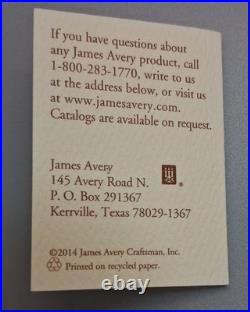 If you have questions about
any James Avery product, call
1-800-283-1770, write to us
at the address below, or visit us
at www.jamesavery.com.
Catalogs are available on request.
James Avery
145 Avery Road N.
P. O. Box 291367
Kerrville, Texas 78029-1367
®
©2014 James Avery Craftsman, Inc.
Printed on recycled paper.
thumbimg.com